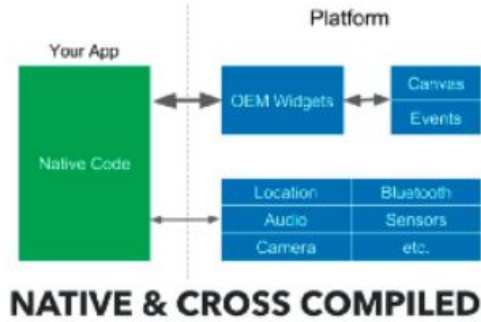 Platform
Your App
Native Code
OEM Widgets
Canvas
Events
Location Bluetooth
Audio Sensors
Camera etc.
NATIVE & CROSS COMPILED